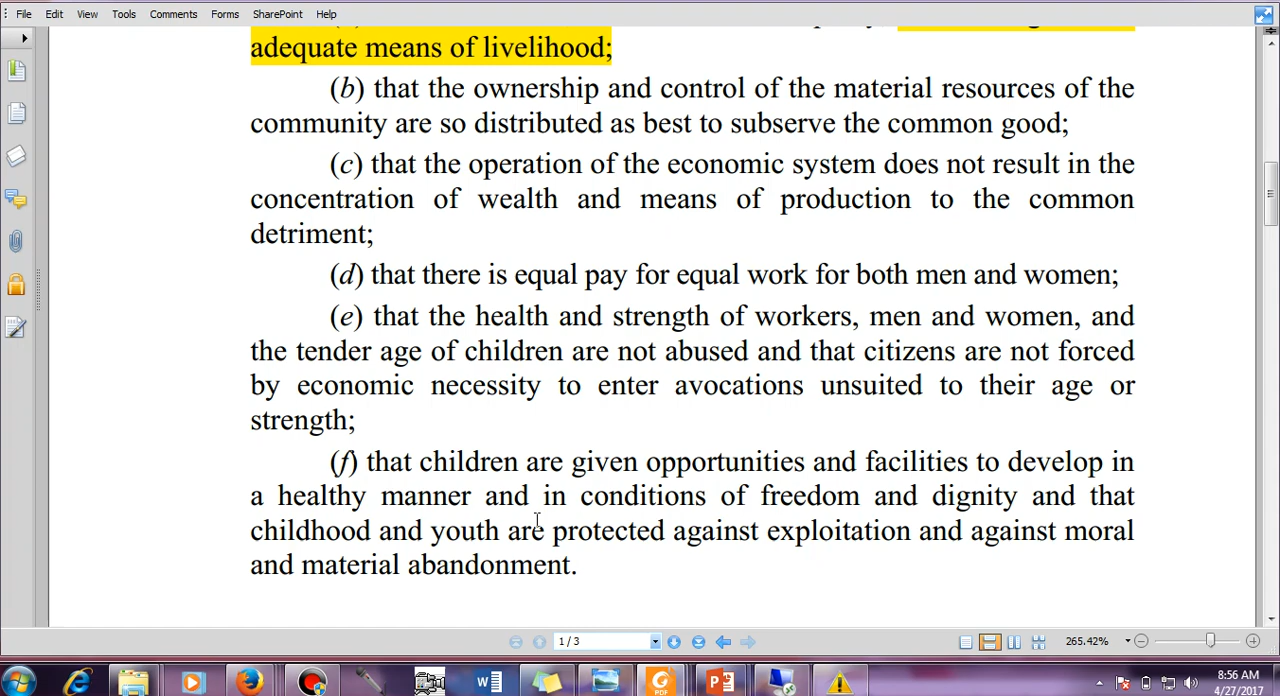 File Edit View Tools Comments Forms SharePoint Help
adequate means of livelihood;
(b) that the ownership and control of the material resources of the
community are so distributed as best to subserve the common good;
(c) that the operation of the economic system does not result in the
concentration of wealth and means of production to the common
detriment;
(d) that there is equal pay for equal work for both men and women;
(e) that the health and strength of workers, men and women, and
the tender age of children are not abused and that citizens are not forced
by economic necessity to enter avocations unsuited to their age or
strength;
(f) that children are given opportunities and facilities to develop in
a healthy manner and in conditions of freedom and dignity and that
childhood and youth are protected against exploitation and against moral
and material abandonment.
1 / 3 265.42%
PDF
8:56 AM
4/27/2017